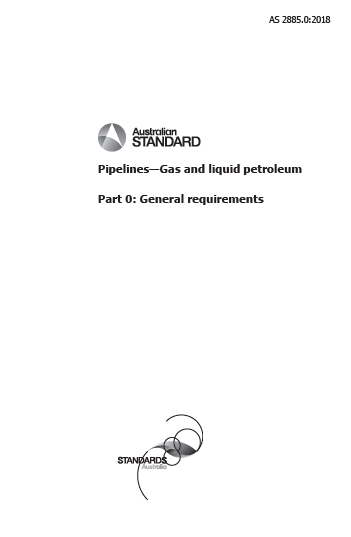 AS 2885.0:2018
Australian
STANDARD
Pipelines—Gas and liquid petroleum
Part 0: General requirements
STANDARDS
Australia